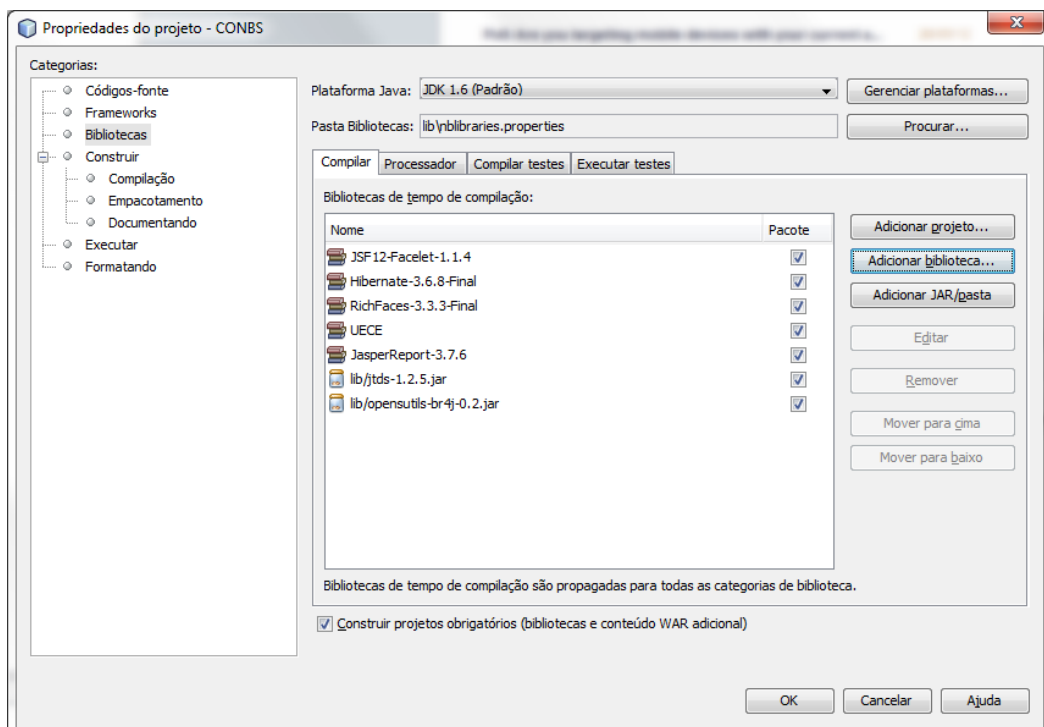 Propriedades do projeto - CONBS
Categorias:
Códigos-fonte
Frameworks
Bibliotecas
Construir
Compilação
Empacotamento
Documentando
Executar
Formatando
Plataforma Java: JDK 1.6 (Padrão) Gerenciar plataformas...
Pasta Bibliotecas: lib\nblibraries.properties Procurar...
Compilar Processador Compilar testes Executar testes
Bibliotecas de tempo de compilação:
Nome Pacote
JSF12-Facelet-1.1.4
Hibernate-3.6.8-Final
RichFaces-3.3.3-Final
UECE
JasperReport-3.7.6
lib/jtds-1.2.5.jar
lib/opensutils-br4j-0.2.jar
Adicionar projeto...
Adicionar biblioteca...
Adicionar JAR/pasta
Editar
Remover
Mover para cima
Mover para baixo
Bibliotecas de tempo de compilação são propagadas para todas as categorias de biblioteca.
Construir projetos obrigatórios (bibliotecas e conteúdo WAR adicional)
OK Cancelar Ajuda